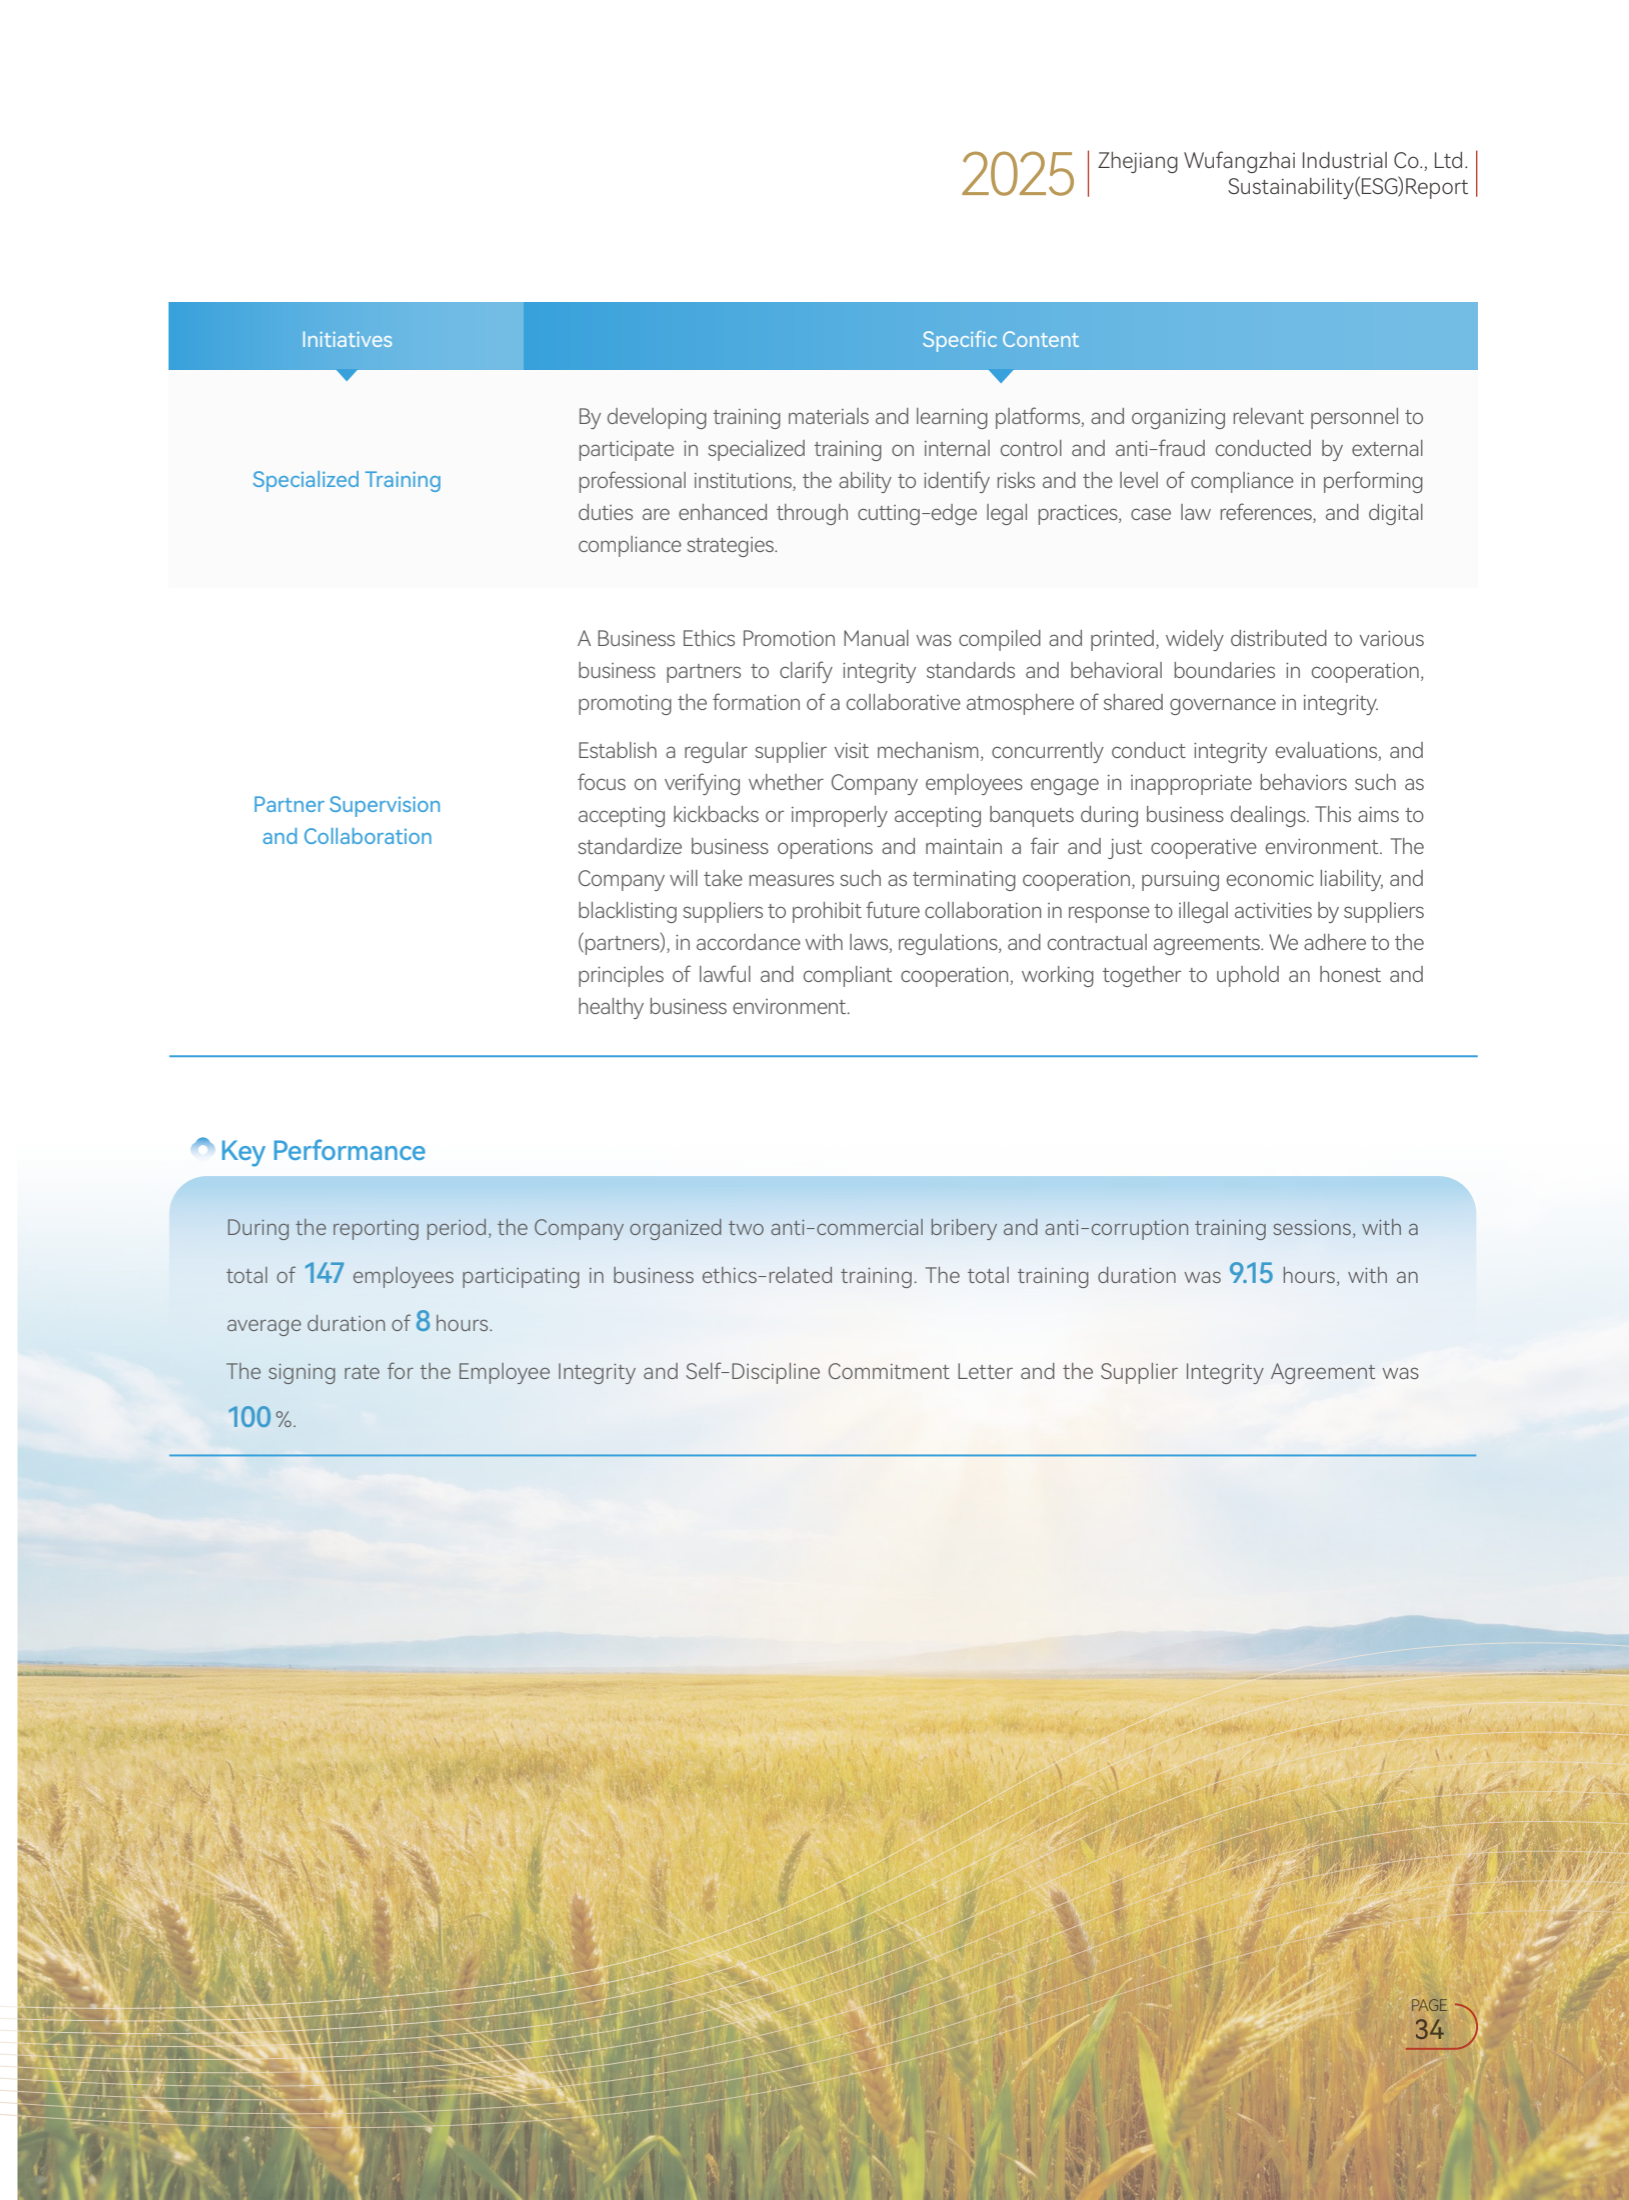 2025
Zhejiang Wufangzhai Industrial Co., Ltd.
Sustainability(ESG)Report
Initiatives
Specific Content
Specialized Training
By developing training materials and learning platforms, and organizing relevant personnel to
participate in specialized training on internal control and anti-fraud conducted by external
professional institutions, the ability to identify risks and the level of compliance in performing
duties are enhanced through cutting-edge legal practices, case law references, and digital
compliance strategies.
Partner Supervision
and Collaboration
A Business Ethics Promotion Manual was compiled and printed, widely distributed to various
business partners to clarify integrity standards and behavioral boundaries in cooperation,
promoting the formation of a collaborative atmosphere of shared governance in integrity.
Establish a regular supplier visit mechanism, concurrently conduct integrity evaluations, and
focus on verifying whether Company employees engage in inappropriate behaviors such as
accepting kickbacks or improperly accepting banquets during business dealings. This aims to
standardize business operations and maintain a fair and just cooperative environment. The
Company will take measures such as terminating cooperation, pursuing economic liability, and
blacklisting suppliers to prohibit future collaboration in response to illegal activities by suppliers
(partners), in accordance with laws, regulations, and contractual agreements. We adhere to the
principles of lawful and compliant cooperation, working together to uphold an honest and
healthy business environment.
Key Performance
During the reporting period, the Company organized two anti-commercial bribery and anti-corruption training sessions, with a
total of 147 employees participating in business ethics-related training. The total training duration was 9.15 hours, with an
average duration of 8 hours.
The signing rate for the Employee Integrity and Self-Discipline Commitment Letter and the Supplier Integrity Agreement was
100 %.
PAGE
34